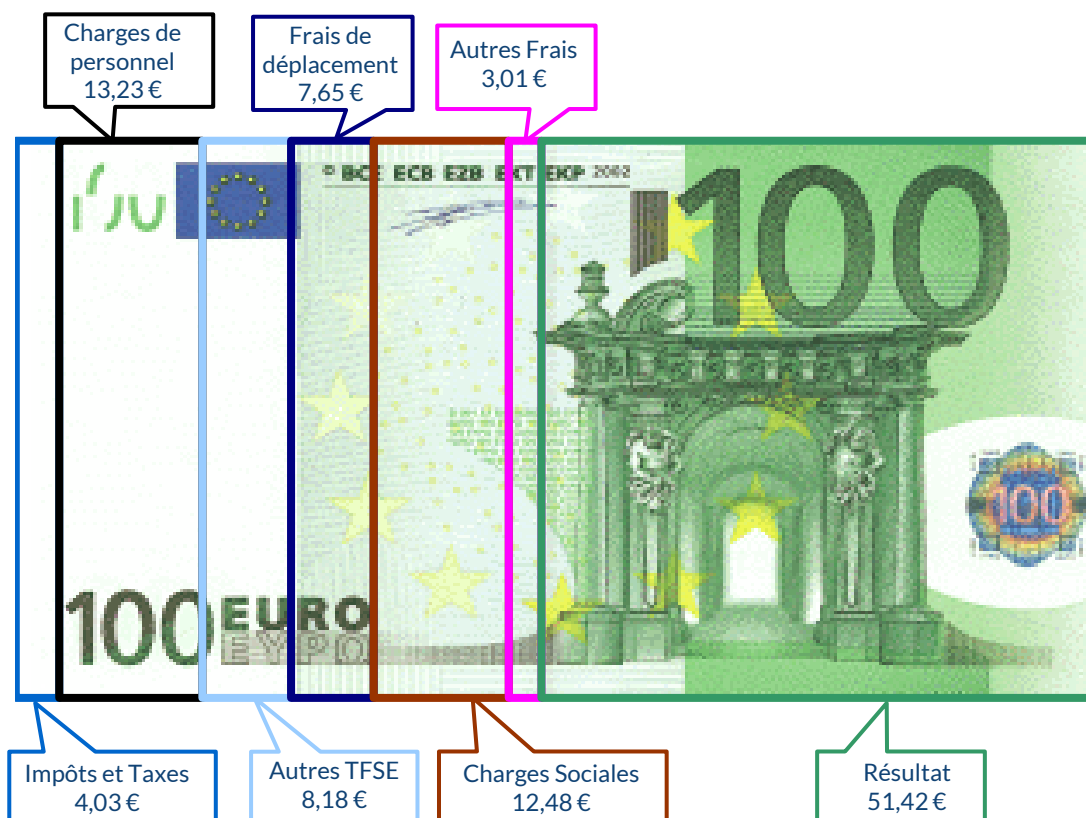 Charges de
personnel
13,23 €
Frais de
déplacement
7,65 €
Autres Frais
3,01 €
© BCE ECB EZB EKT EKP 2002
100
100
100 EURO
ΕΥΡΩ
Impôts et Taxes
4,03 €
Autres TFSE
8,18 €
Charges Sociales
12,48 €
Résultat
51,42 €